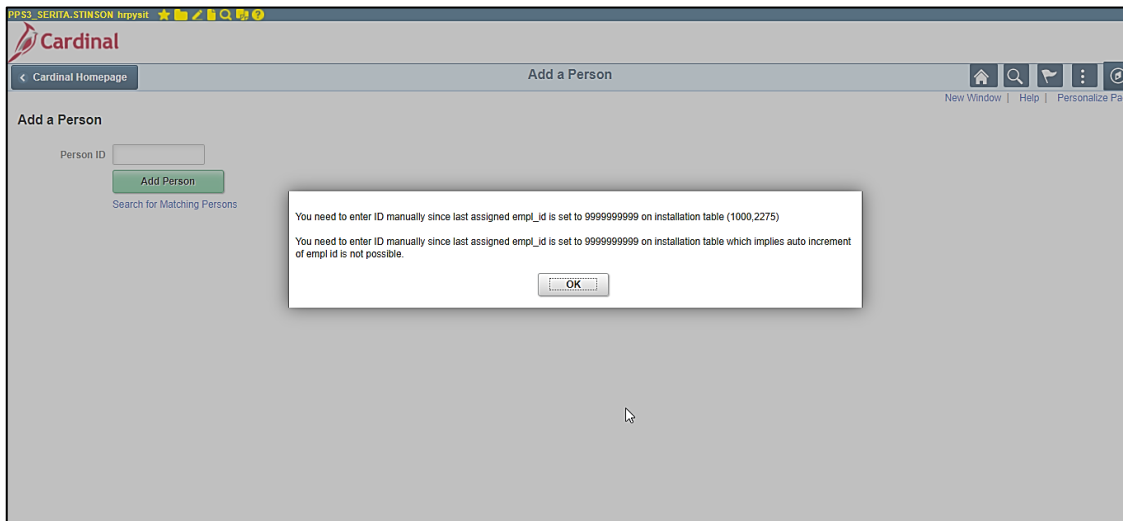 PPS3_SERITA.STINSON hrpysit
Cardinal
Cardinal Homepage
Add a Person
New Window | Help | Personalize Pa
Add a Person
Person ID
Add Person
Search for Matching Persons
You need to enter ID manually since last assigned empl_id is set to 9999999999 on installation table (1000,2275)
You need to enter ID manually since last assigned empl_id is set to 9999999999 on installation table which implies auto increment
of empl id is not possible.
OK